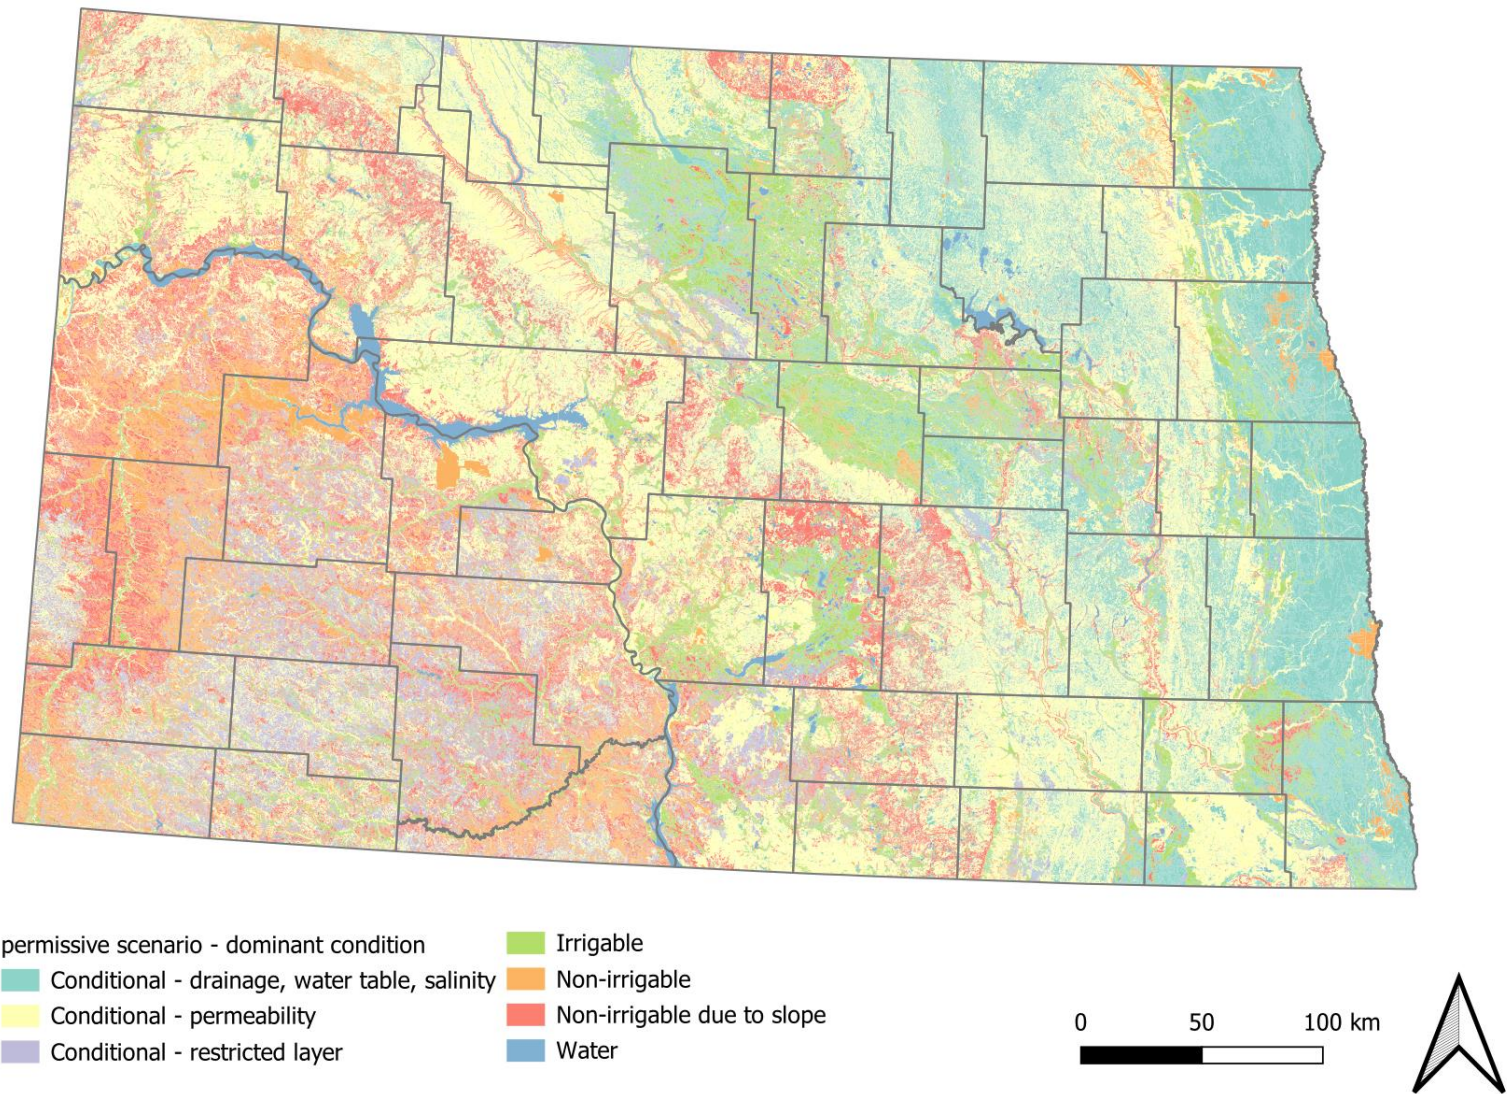 permissive scenario - dominant condition
Conditional - drainage, water table, salinity
Conditional - permeability
Conditional - restricted layer
Irrigable
Non-irrigable
Non-irrigable due to slope
Water
0 50 100 km